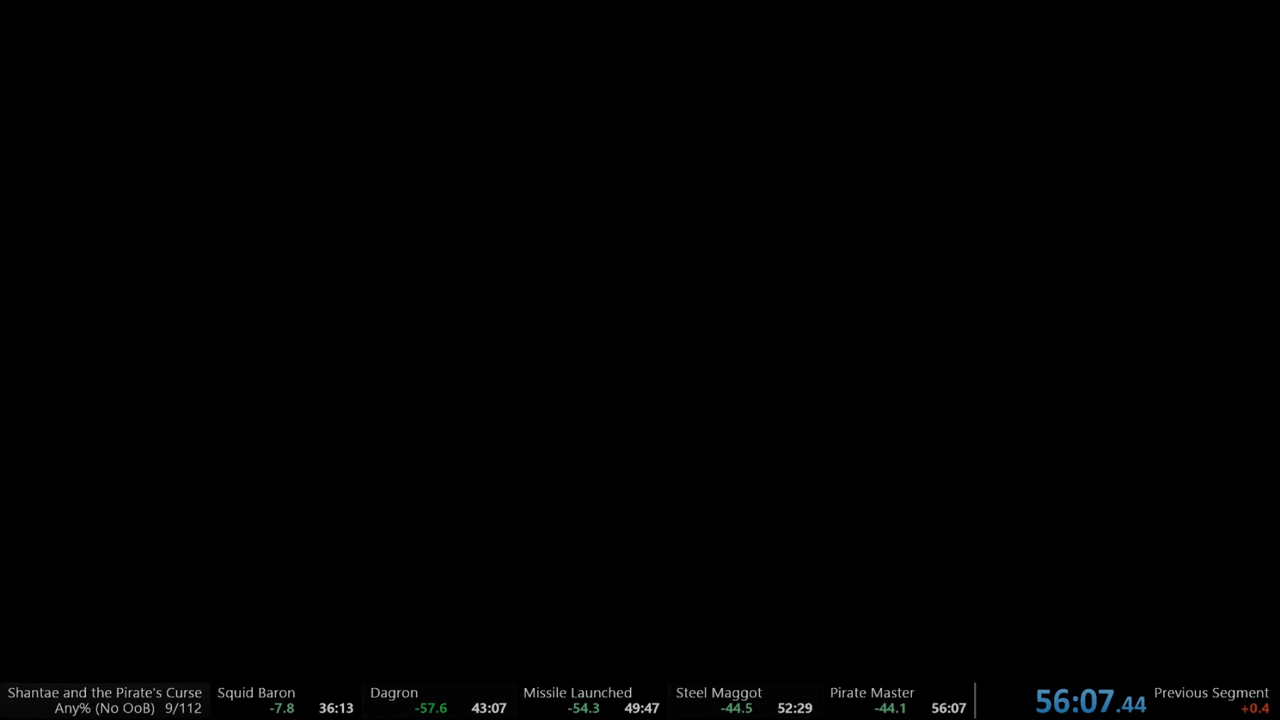 Shantae and the Pirate's Curse
Any% (No OoB) 9/112
Squid Baron
-7.8 36:13
Dagron
-57.6 43:07
Missile Launched
-54.3 49:47
Steel Maggot
-44.5 52:29
Pirate Master
-44.1 56:07
56:07.44
Previous Segment
+0.4